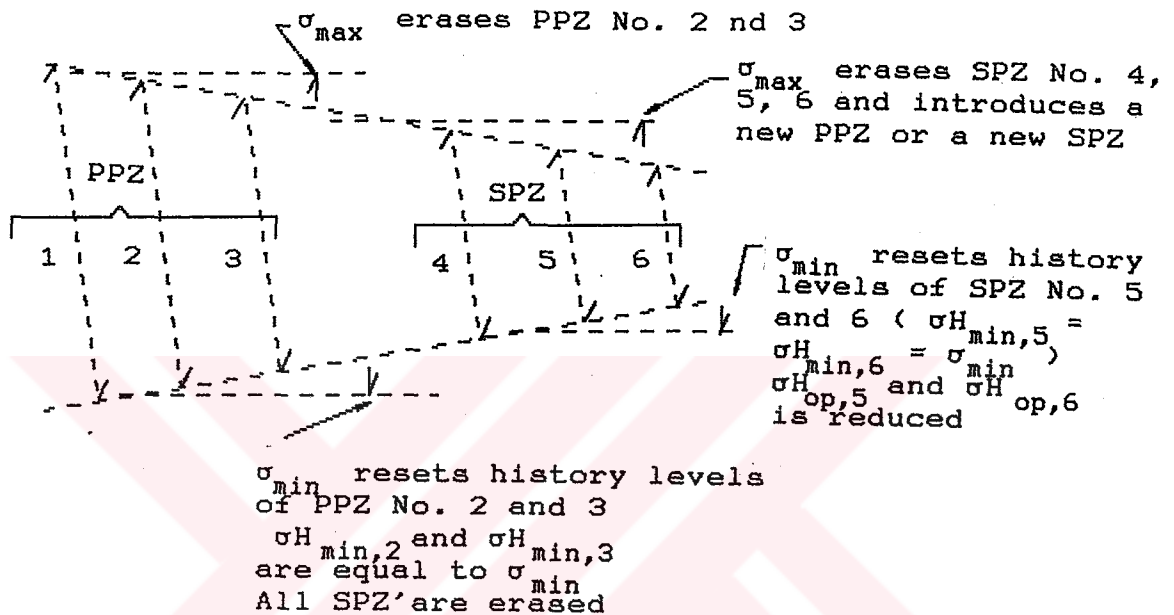 σmax erases PPZ No. 2 nd 3
σmax erases SPZ No. 4,
5, 6 and introduces a
new PPZ or a new SPZ
PPZ
SPZ
1 2 3 4 5 6
σmin resets history
levels of SPZ No. 5
and 6 ( σHmin,5 =
σHmin,6 = σmin )
σHop,5 and σHop,6
is reduced
σmin resets history levels
of PPZ No. 2 and 3
σHmin,2 and σHmin,3
are equal to σmin
All SPZ'are erased